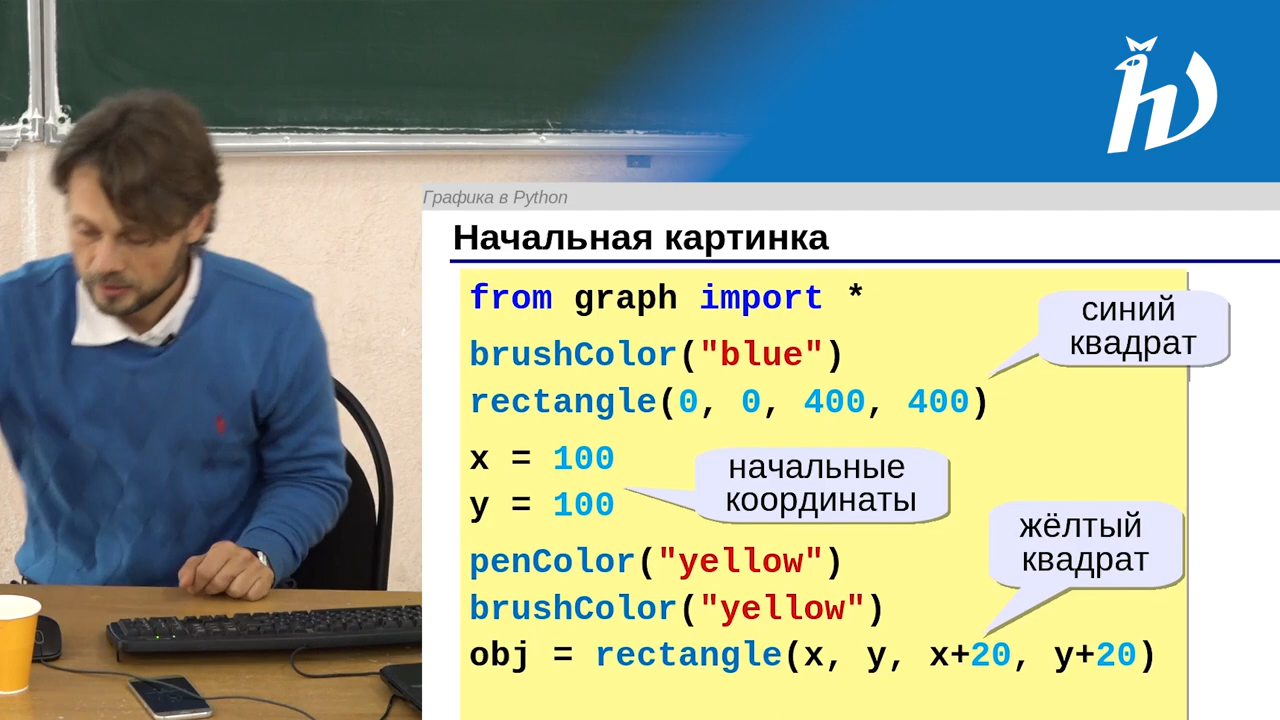 Графика в Python
Начальная картинка
from graph import *
brushColor("blue")
rectangle(0, 0, 400, 400)
синий
квадрат
x = 100
y = 100
начальные
координаты
penColor("yellow")
brushColor("yellow")
obj = rectangle(x, y, x+20, y+20)
жёлтый
квадрат